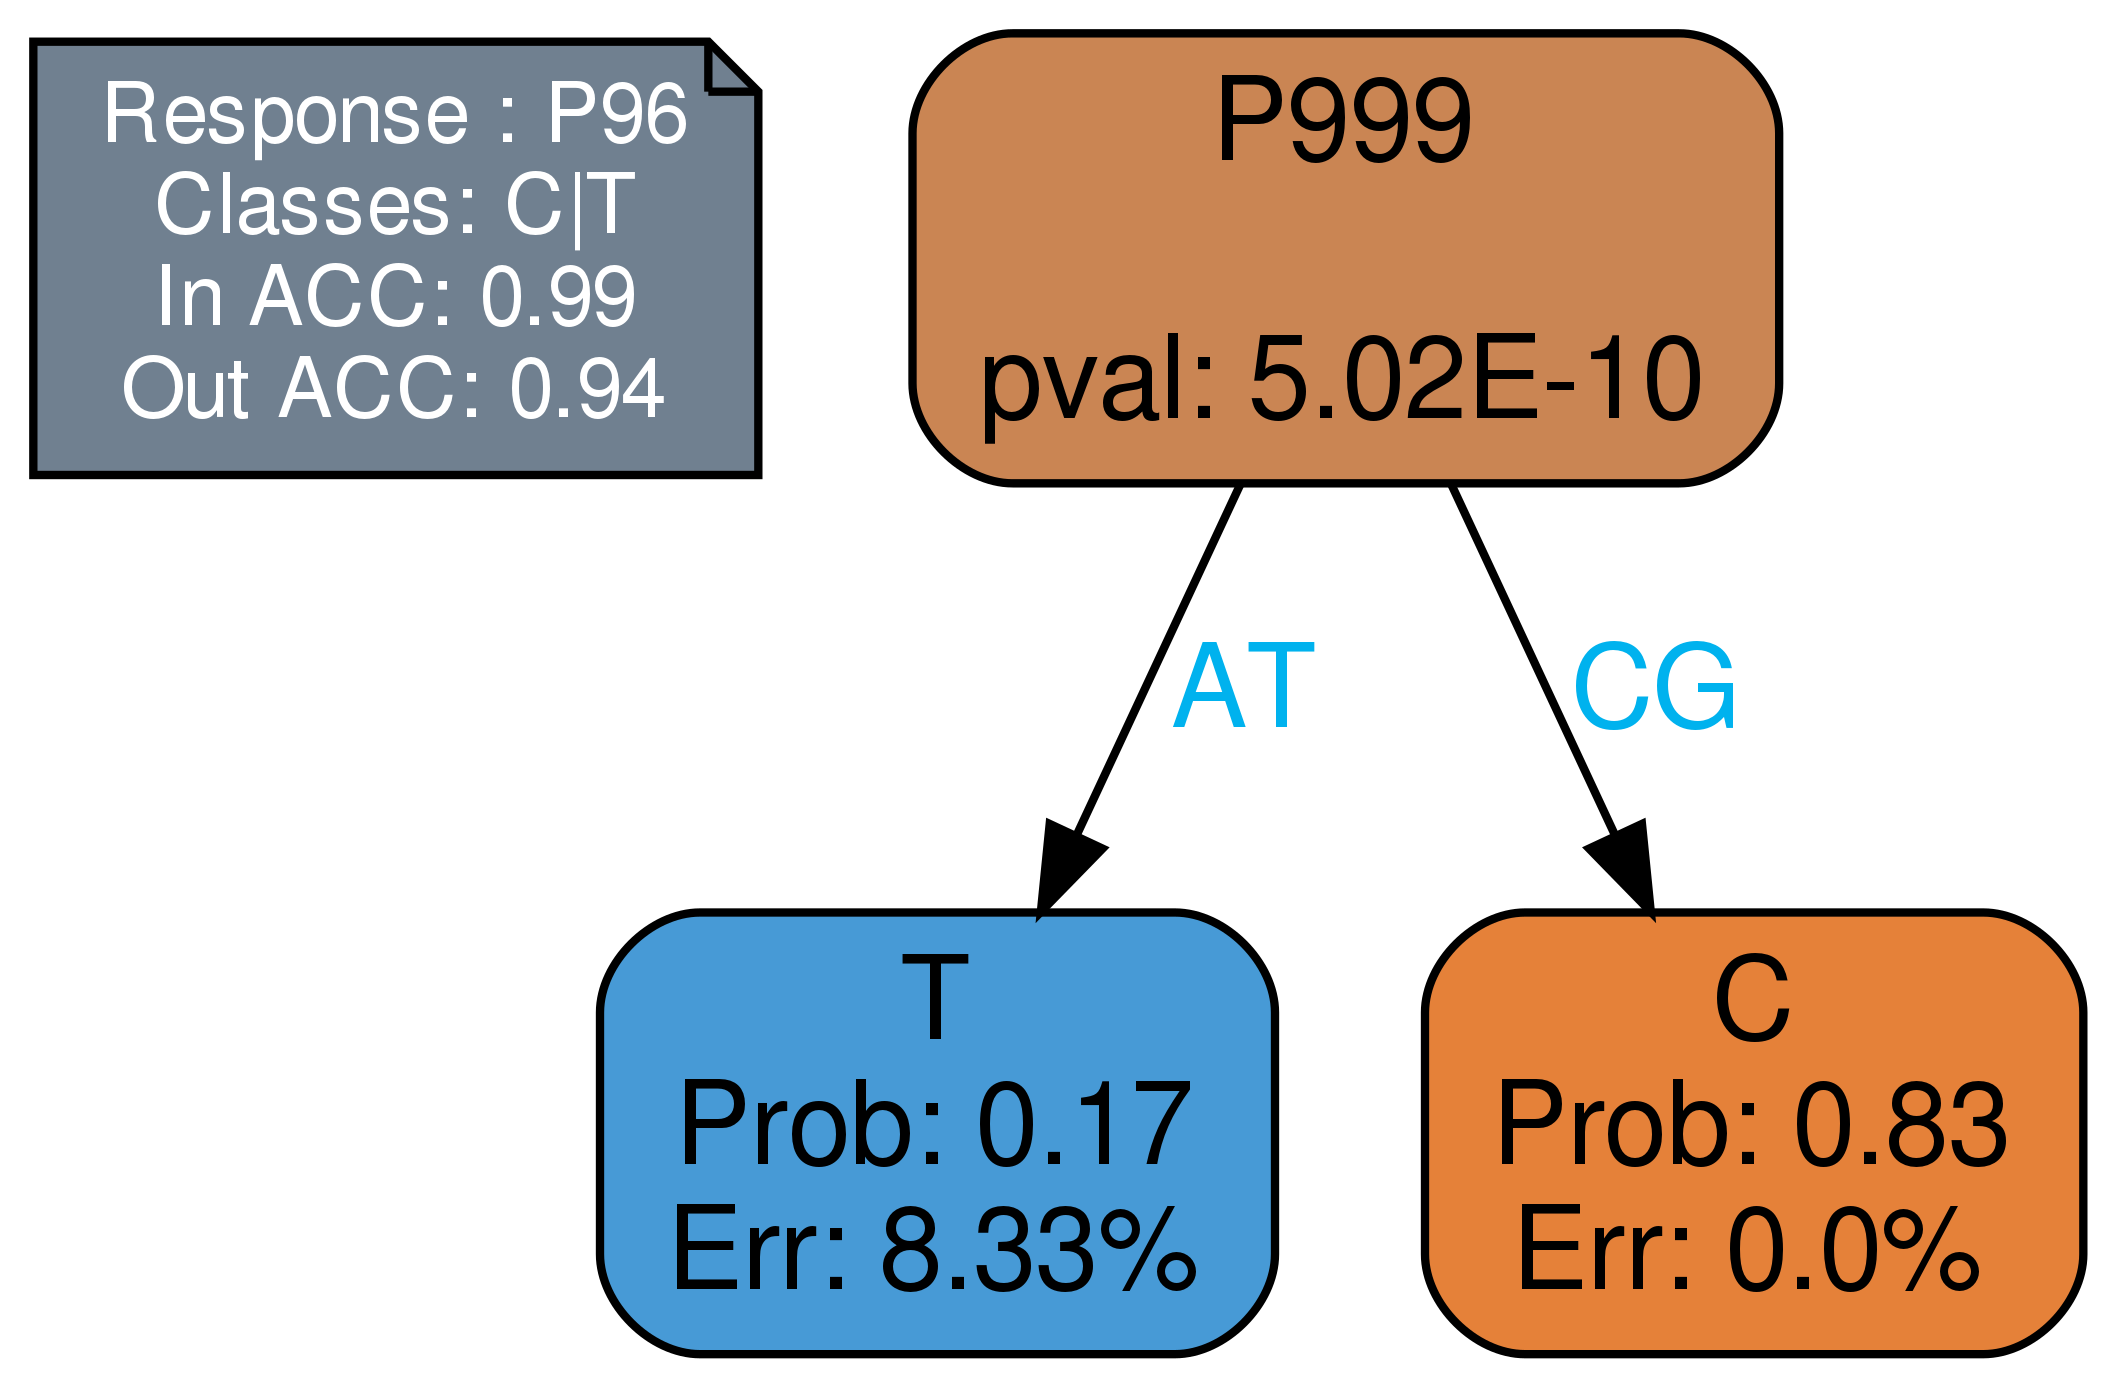 Response : P96
Classes: C|T
In ACC: 0.99
Out ACC: 0.94
P999
pval: 5.02E-10
AT
CG
T
Prob: 0.17
Err: 8.33%
C
Prob: 0.83
Err: 0.0%